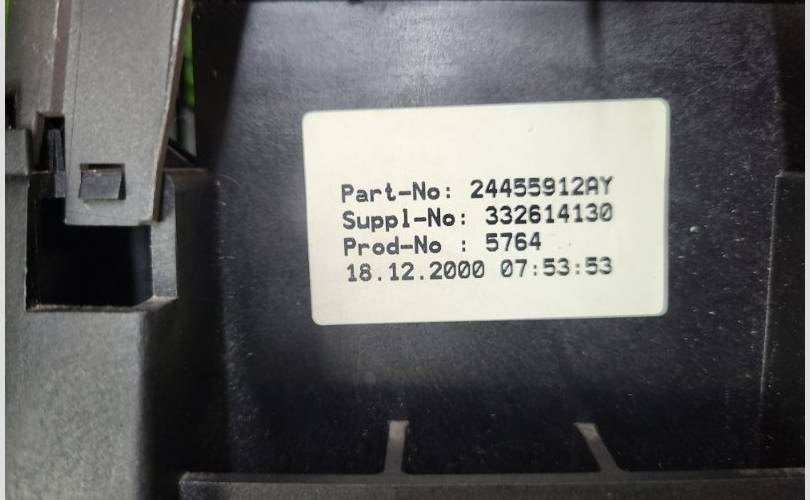 Part-No: 24455912AY
Suppl-No: 332614130
Prod-No : 5764
18.12.2000 07:53:53